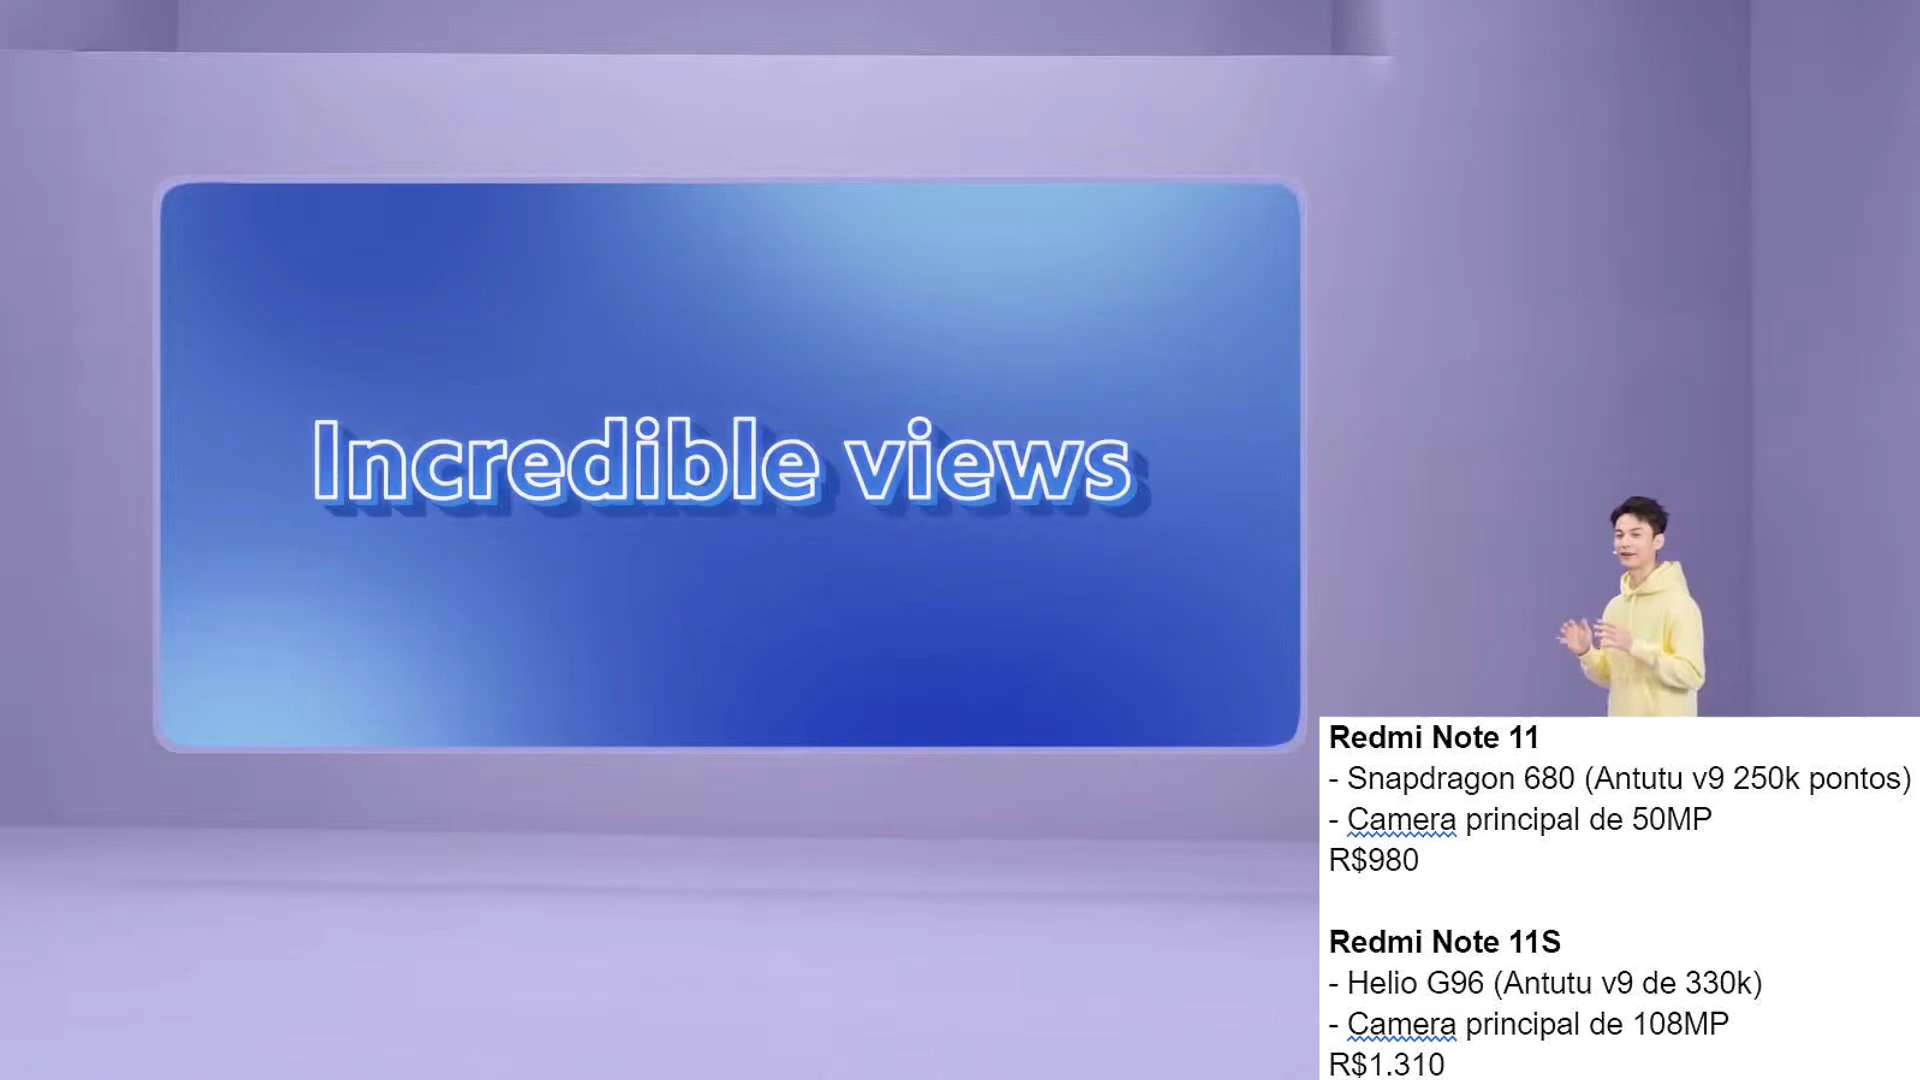 Incredible views
Redmi Note 11
- Snapdragon 680 (Antutu v9 250k pontos)
- Camera principal de 50MP
R$980
Redmi Note 11S
- Helio G96 (Antutu v9 de 330k)
- Camera principal de 108MP
R$1.310